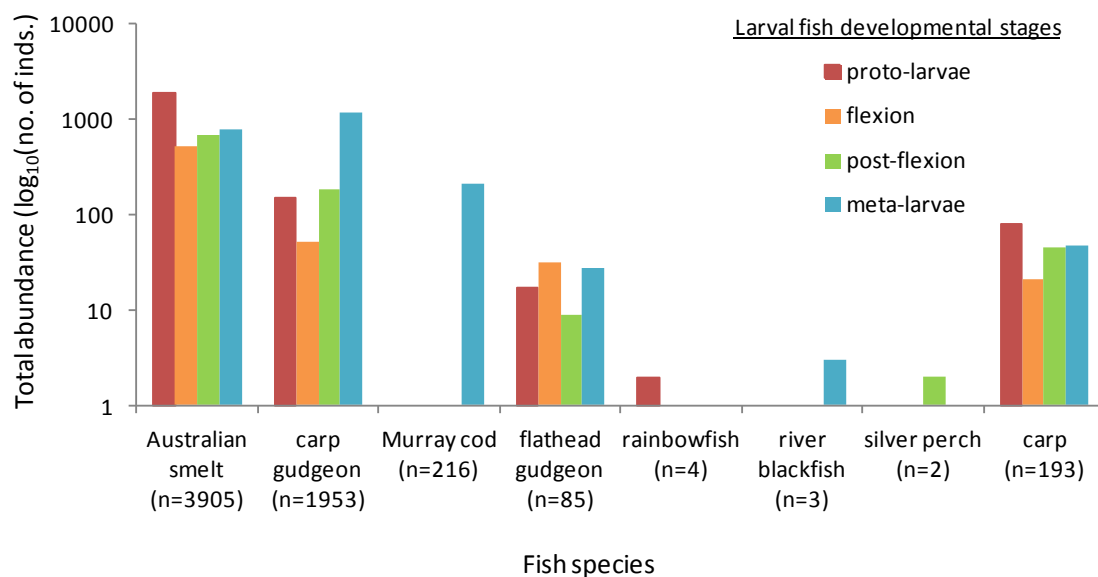 Larval fish developmental stages
proto-larvae
flexion
post-flexion
meta-larvae
Total abundance (log10(no. of inds.)
10000
1000
100
10
1
Australian
smelt
(n=3905)
carp
gudgeon
(n=1953)
Murray cod
(n=216)
flathead
gudgeon
(n=85)
rainbowfish
(n=4)
river
blackfish
(n=3)
silver perch
(n=2)
carp
(n=193)
Fish species